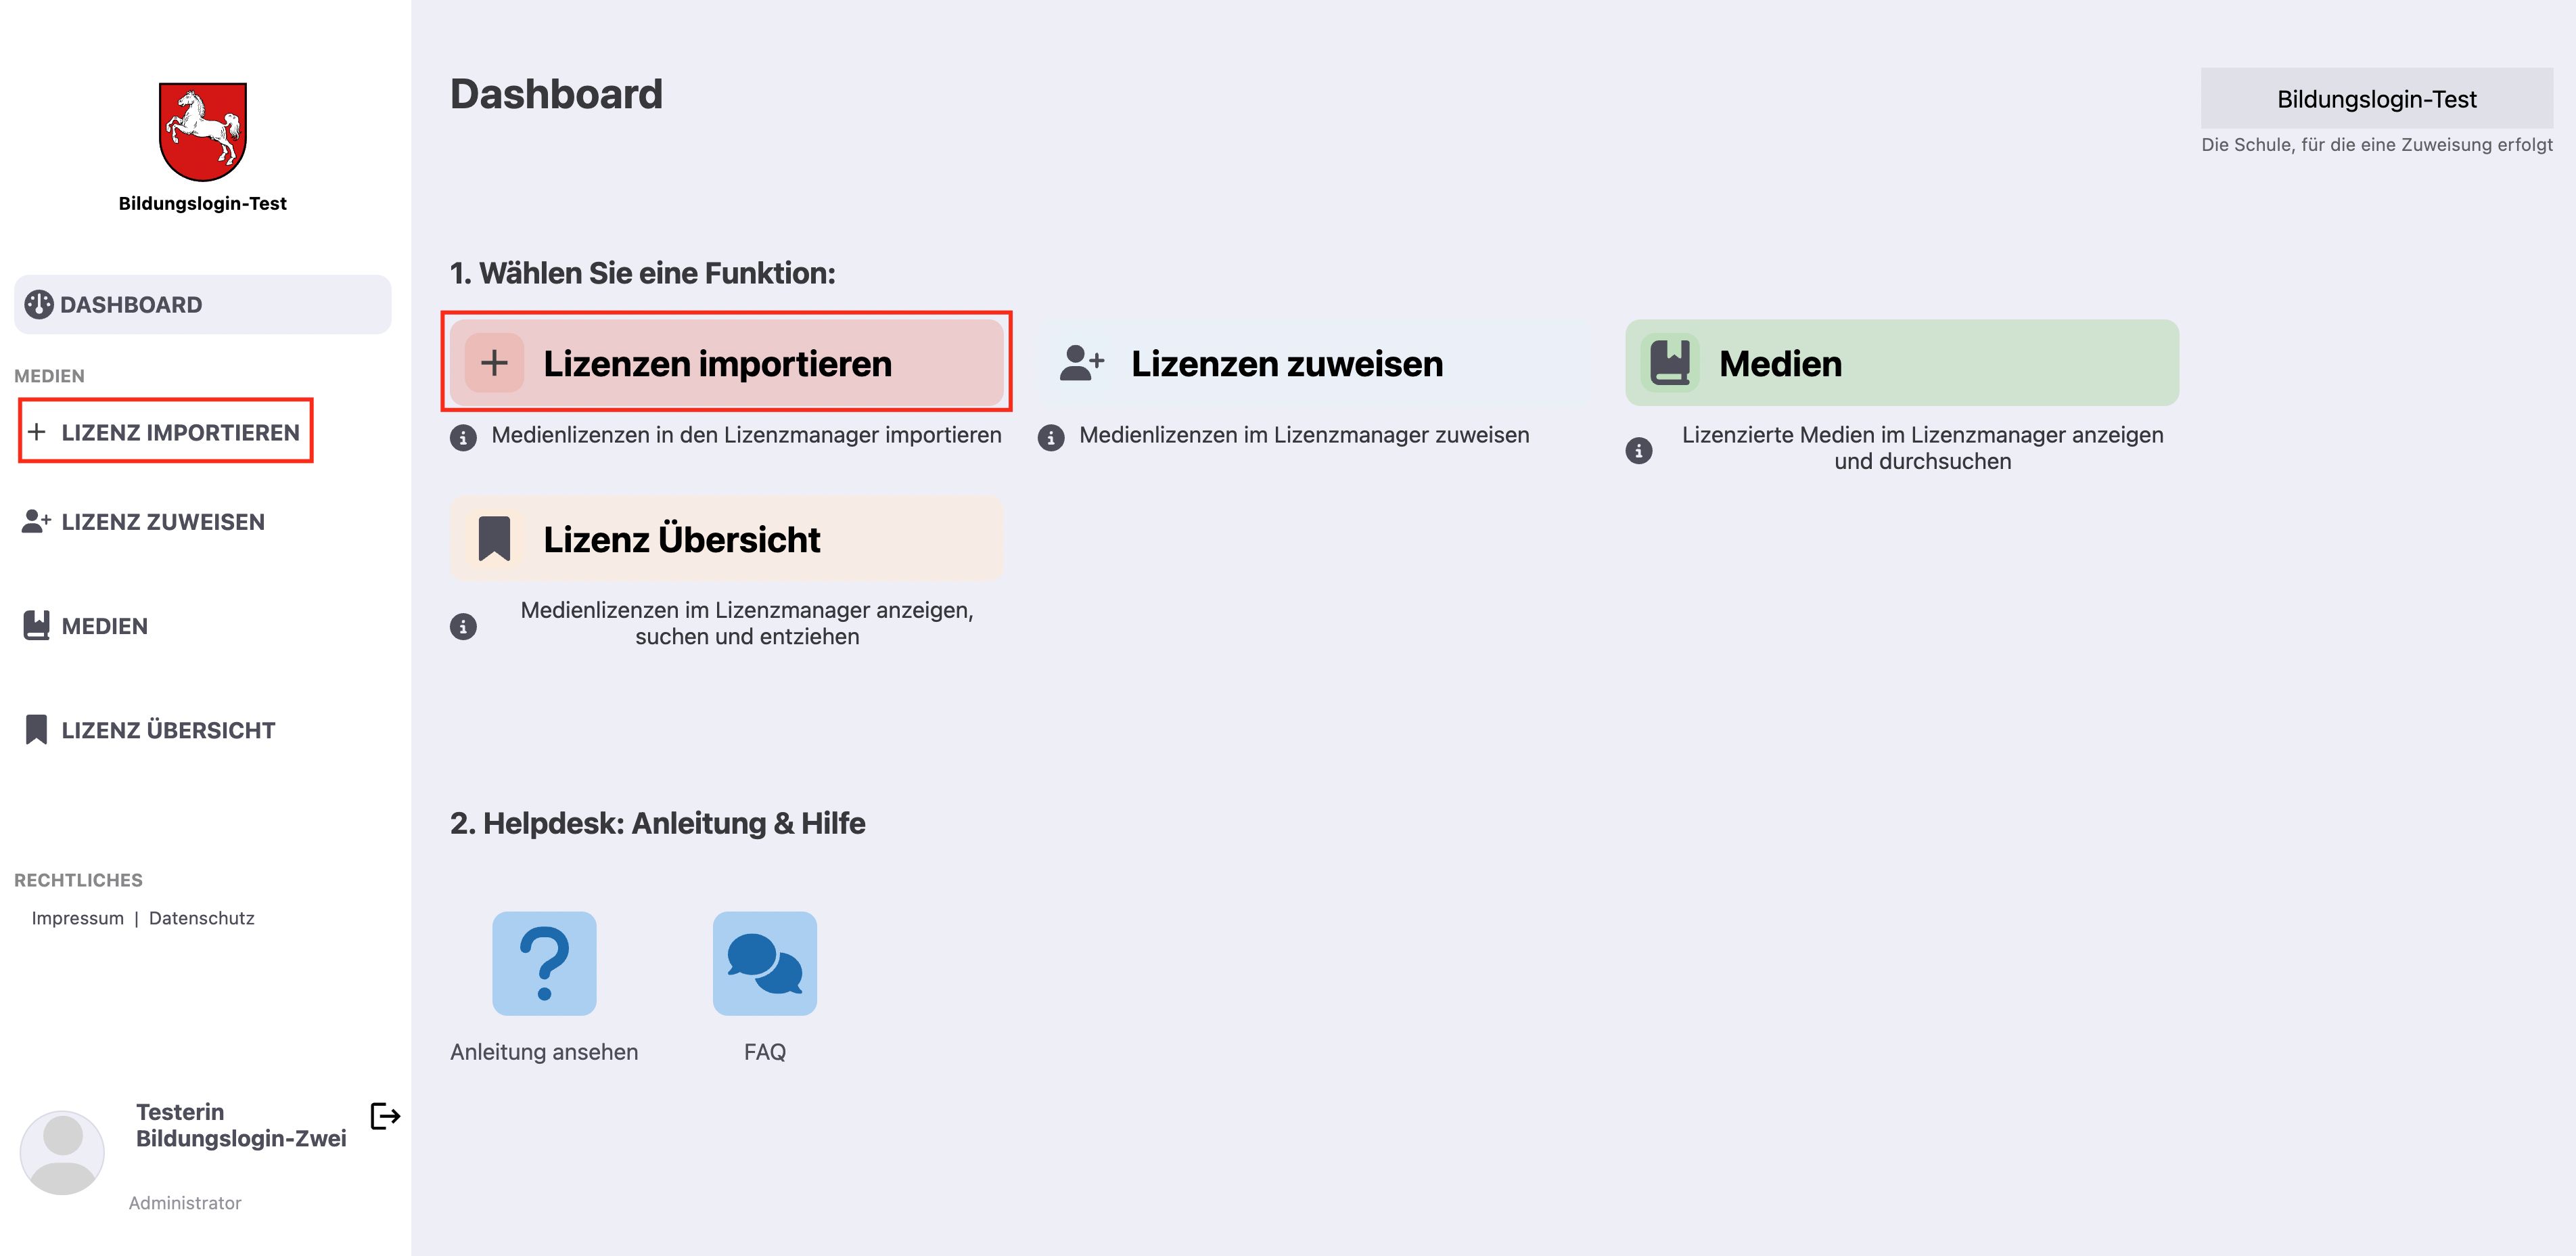 Bildungslogin-Test
DASHBOARD
MEDIEN
LIZENZ IMPORTIEREN
LIZENZ ZUWEISEN
MEDIEN
LIZENZ ÜBERSICHT
RECHTLICHES
Impressum | Datenschutz
Testerin
Bildungslogin-Zwei
Administrator
Dashboard
Bildungslogin-Test
Die Schule, für die eine Zuweisung erfolgt
1. Wählen Sie eine Funktion:
Lizenzen importieren
Medienlizenzen in den Lizenzmanager importieren
Lizenzen zuweisen
Medienlizenzen im Lizenzmanager zuweisen
Medien
Lizenzierte Medien im Lizenzmanager anzeigen
und durchsuchen
Lizenz Übersicht
Medienlizenzen im Lizenzmanager anzeigen,
suchen und entziehen
2. Helpdesk: Anleitung & Hilfe
Anleitung ansehen
FAQ